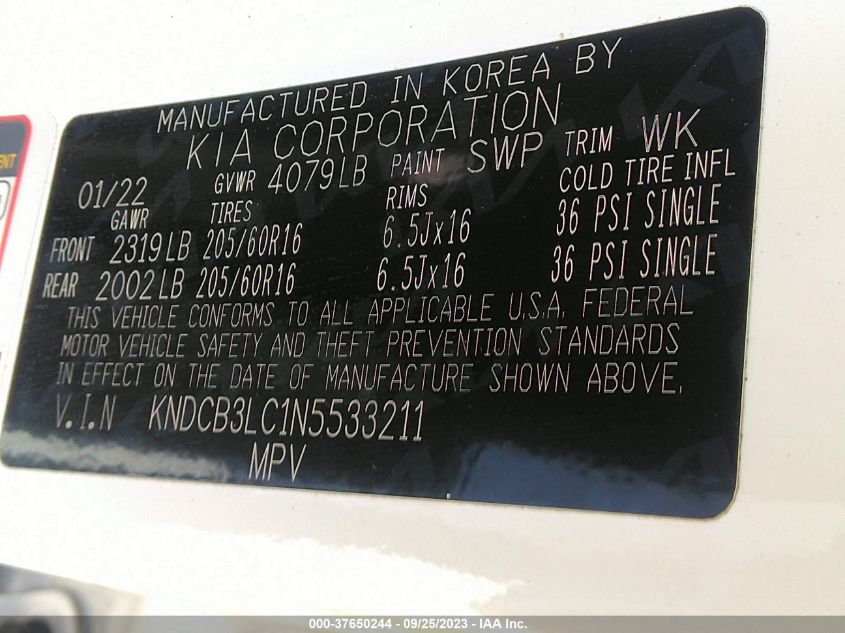 MANUFACTURED IN KOREA BY
KIA CORPORATION
01/22 GVWR 4079LB PAINT SWP TRIM WK
GAWR TIRES RIMS COLD TIRE INFL
FRONT 2319LB 205/60R16 6.5Jx16 36 PSI SINGLE
REAR 2002LB 205/60R16 6.5Jx16 36 PSI SINGLE
THIS VEHICLE CONFORMS TO ALL APPLICABLE U.S.A. FEDERAL
MOTOR VEHICLE SAFETY AND THEFT PREVENTION STANDARDS
IN EFFECT ON THE DATE OF MANUFACTURE SHOWN ABOVE.
V.I.N KNDCB3LC1N5533211
MPV
000-37650244 - 09/25/2023 - IAA Inc.